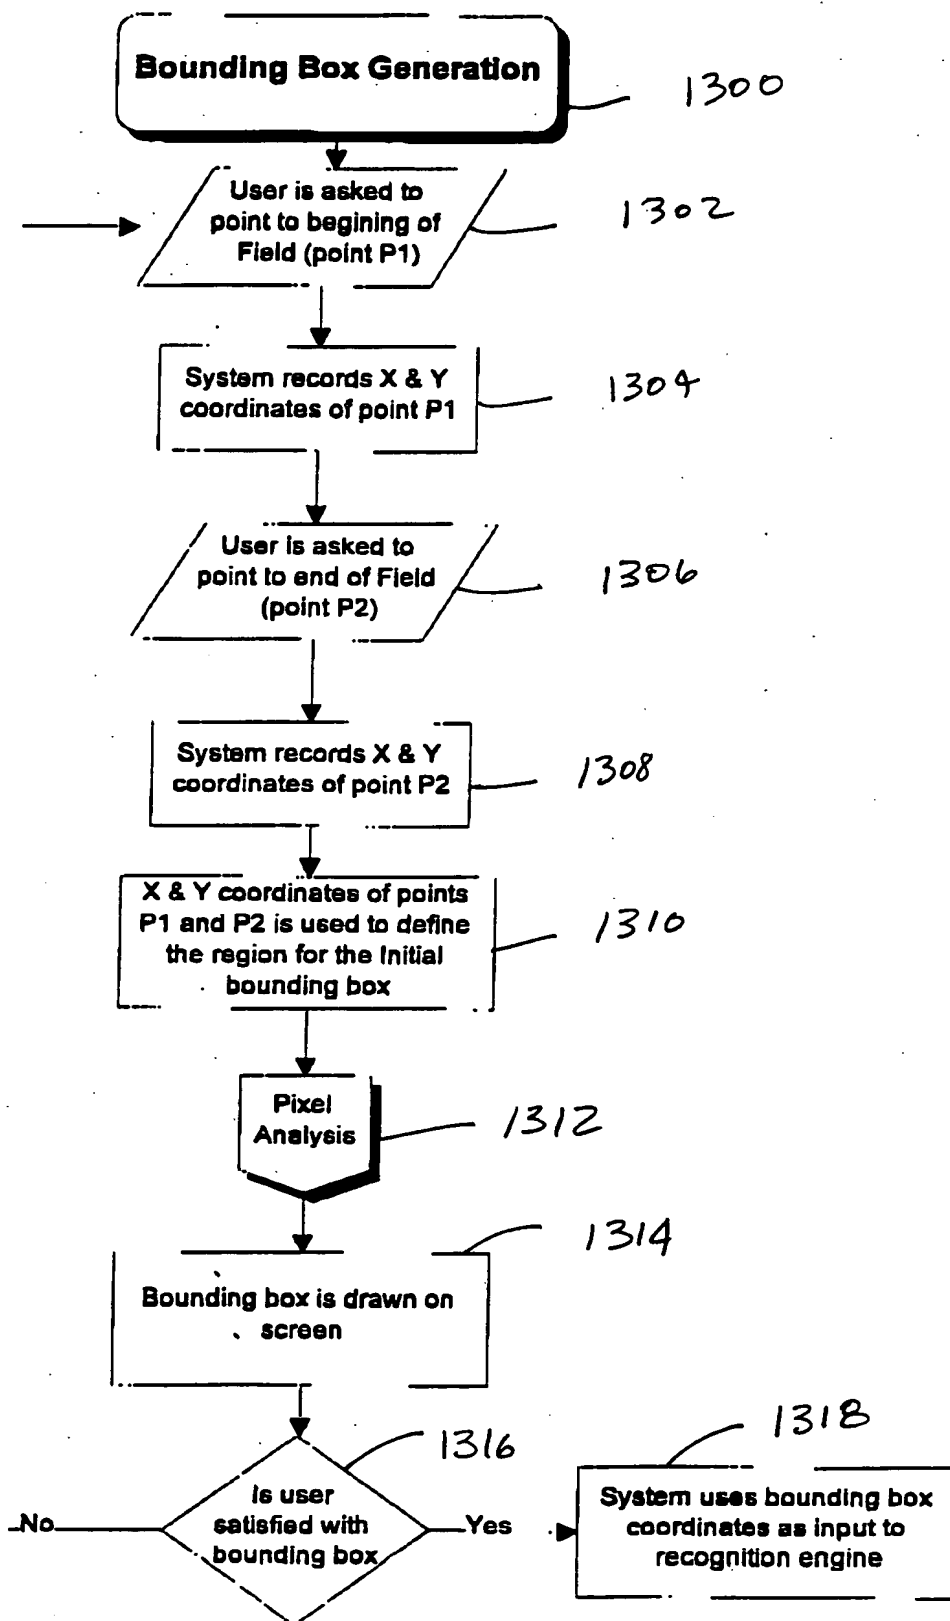 Bounding Box Generation
1300
User is asked to
point to begining of
Field (point P1)
1302
System records X & Y
coordinates of point P1
1304
User is asked to
point to end of Field
(point P2)
1306
System records X & Y
coordinates of point P2
1308
X & Y coordinates of points
P1 and P2 is used to define
the region for the Initial
bounding box
1310
Pixel
Analysis
1312
1314
Bounding box is drawn on
screen
1316
Is user
satisfied with
bounding box
No
Yes
1318
System uses bounding box
coordinates as input to
recognition engine